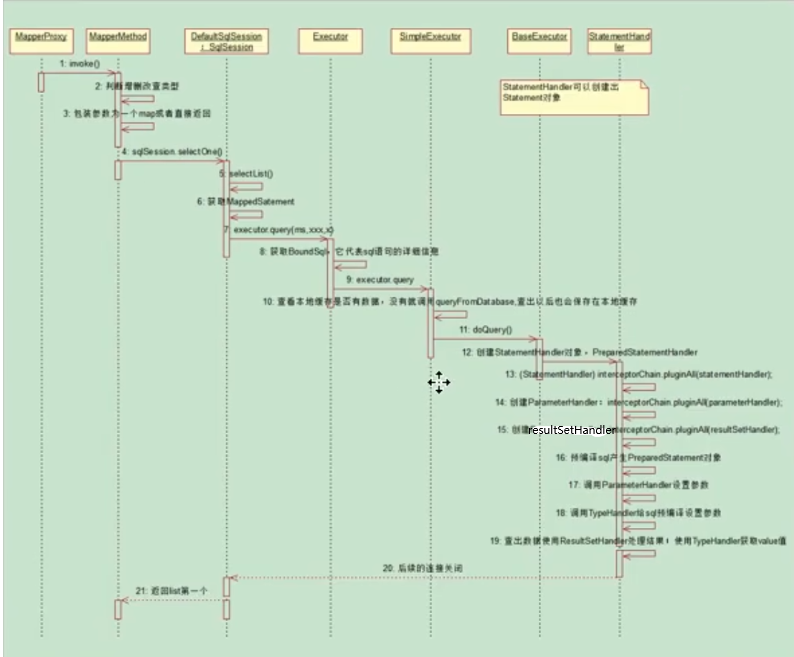 MapperProxy
MapperMethod
DefaultSqlSession
: SqlSession
Executor
SimpleExecutor
BaseExecutor
StatementHand
ler
1: invoke()
StatementHandler可以创建出
Statement对象
2: 判断增删改查类型
3: 包装参数为一个map或者直接返回
4: sqlSession.selectOne()
5: selectList()
6: 获取MappedSatement
7: executor.query(ms,xxx,x)
8: 获取BoundSql，它代表sql语句的详细信息
9: executor.query
10: 查看本地缓存是否有数据，没有就调用queryFromDatabase,查出以后也会保存在本地缓存
11: doQuery()
12: 创建StatementHandler对象，PreparedStatementHandler
13: (StatementHandler) interceptorChain.pluginAll(statementHandler);
14: 创建ParameterHandler：interceptorChain.pluginAll(parameterHandler);
15: 创建resultSetHandlerinterceptorChain.pluginAll(resultSetHandler);
16: 预编译sql产生PreparedStatement对象
17: 调用ParameterHandler设置参数
18: 调用TypeHandler给sql预编译设置参数
19: 查出数据使用ResultSetHandler处理结果：使用TypeHandler获取value值
20: 后续的连接关闭
21: 返回list第一个